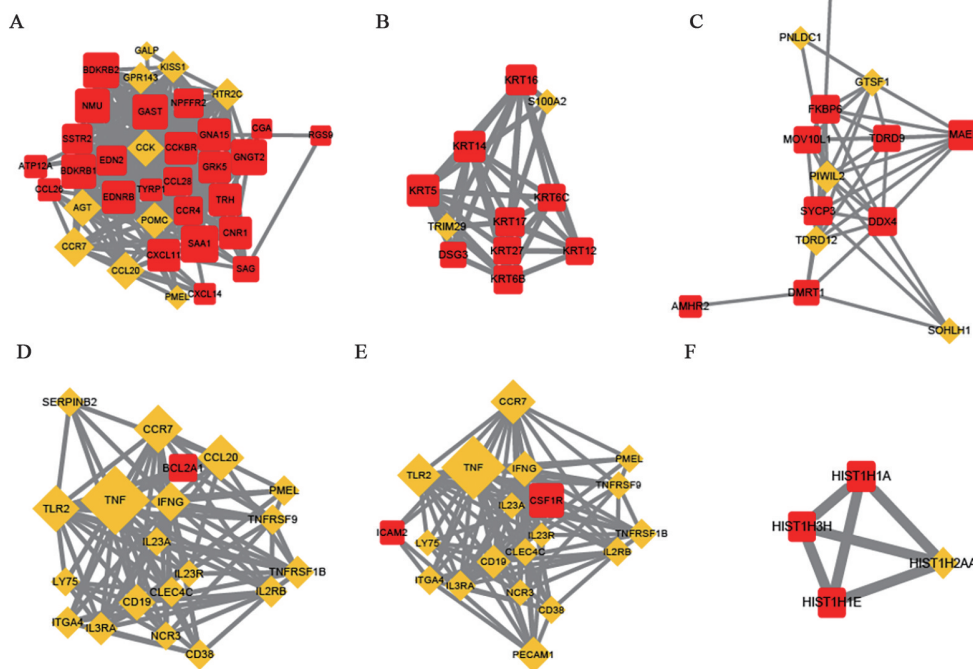 A
GALP
BDKRB2
GPR143
KISS1
HTR2C
NMU
GAST
NPFFR2
SSTR2
GNA15
CGA
RGS9
CCK
CCKBR
GNGT2
ATP12A
BDKRB1
EDN2
GRK5
CCL28
TYRP1
CCL26
EDNRB
TRH
AGT
POMC
CCR4
CNR1
CCR7
SAA1
CXCL11
CCL20
SAG
PMEL
CXCL14
B
KRT16
S100A2
KRT14
KRT5
KRT6C
TRIM29
KRT17
DSG3
KRT27
KRT12
KRT6B
C
PNLDC1
GTSF1
FKBP6
MOV10L1
TDRD9
MAE
PIWIL2
SYCP3
DDX4
TDRD12
DMRT1
AMHR2
SOHLH1
D
SERPINB2
CCR7
BCL2A1
CCL20
TNF
IFNG
PMEL
TLR2
TNFRSF9
IL23A
TNFRSF1B
IL23R
LY75
CLEC4C
IL2RB
CD19
ITGA4
IL3RA
NCR3
CD38
E
CCR7
TNF
IFNG
PMEL
TLR2
TNFRSF9
IL23A
CSF1R
ICAM2
IL23R
TNFRSF1B
LY75
CLEC4C
IL2RB
CD19
ITGA4
IL3RA
NCR3
CD38
PECAM1
F
HIST1H1A
HIST1H3H
HIST1H2AA
HIST1H1E